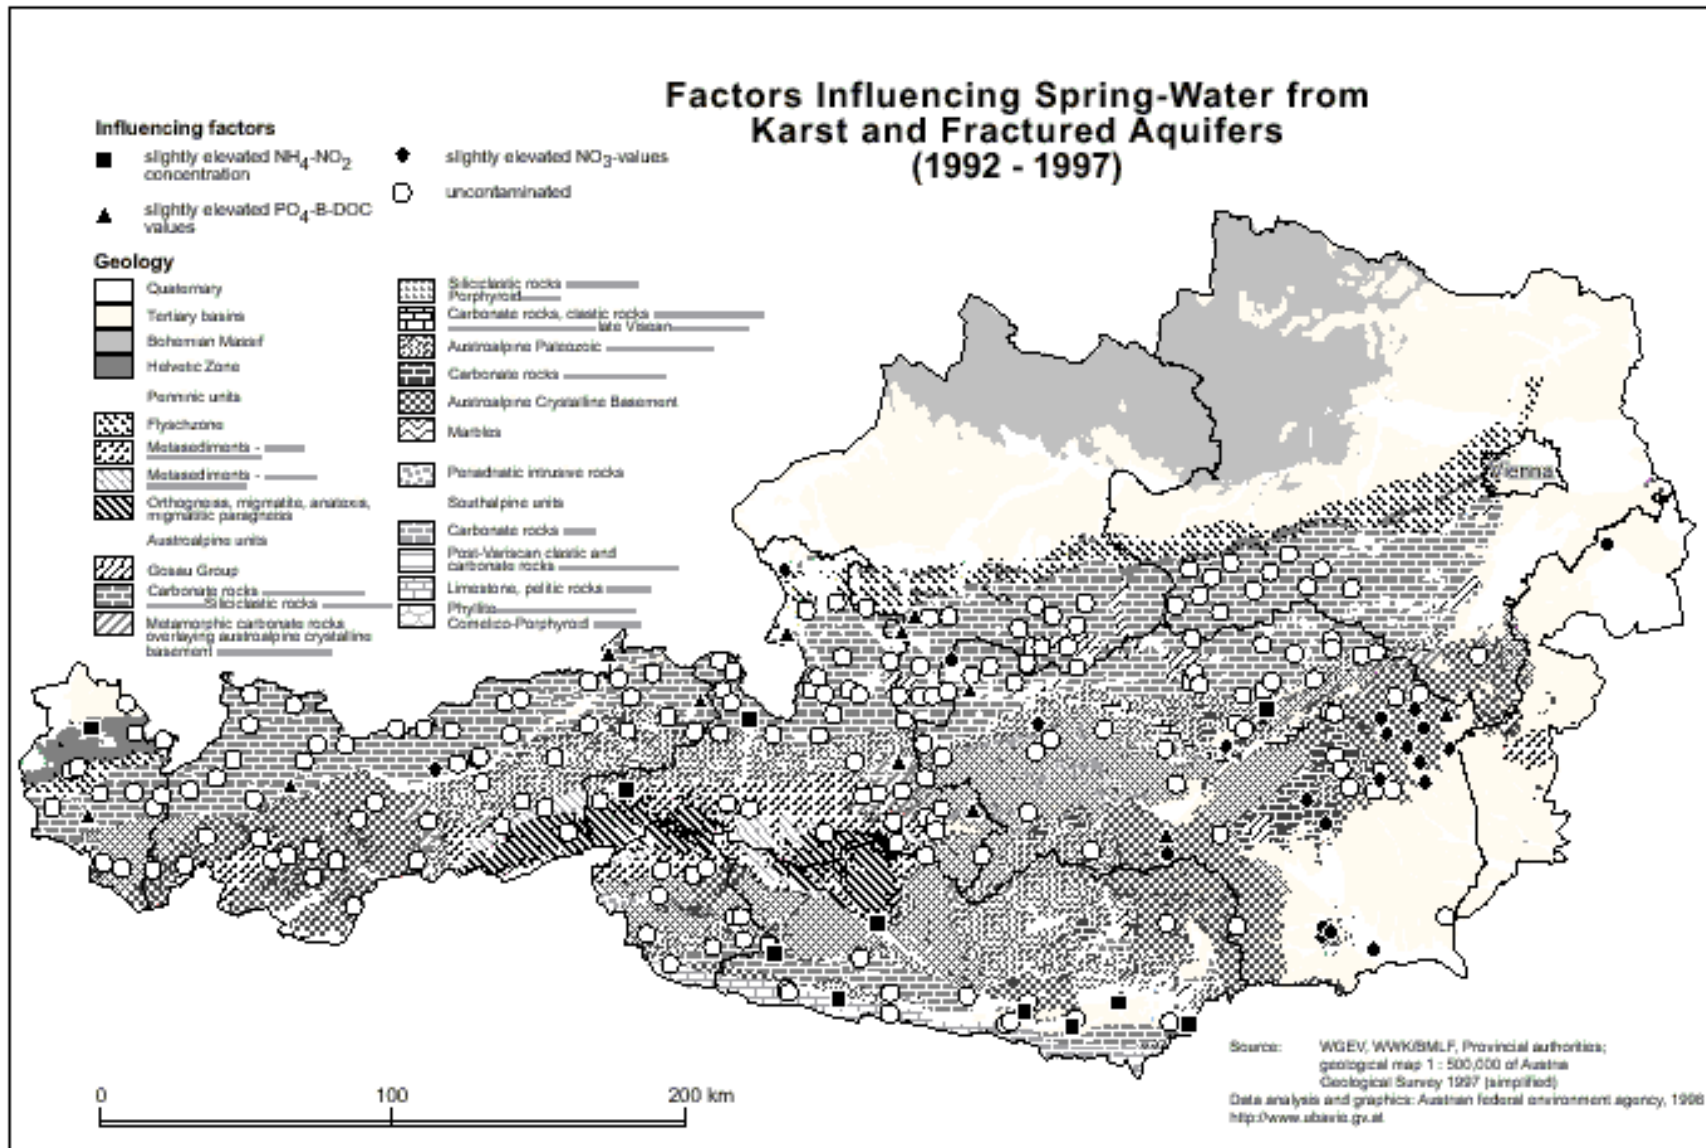 Factors Influencing Spring-Water from
Karst and Fractured Aquifers
(1992 - 1997)
Influencing factors
slightly elevated NH4-NO2
concentration
slightly elevated PO4-B-DOC
values
slightly elevated NO3-values
uncontaminated
Geology
Quaternary
Tertiary basins
Bohemian Massif
Helvetic Zone
Penninic units
Flyschzone
Metasediments -
Metasediments -
Orthogneiss, migmatite, anatexis,
migmatic paragneiss
Austroalpine units
Gosau Group
Carbonate rocks
Siliciclastic rocks
Metamorphic carbonate rocks
overlaying austroalpine crystalline
basement
Siliciclastic rocks
Porphyroid
Carbonate rocks, clastic rocks
late Visean
Austroalpine Paleozoic
Carbonate rocks
Austroalpine Crystalline Basement
Marbles
Periadriatic intrusive rocks
Southalpine units
Carbonate rocks
Post-Variscan clastic and
carbonate rocks
Limestone, pelitic rocks
Phyllite
Comelico-Porphyroid
Vienna
0 100 200 km
Source: WGEV, WWK/BMLF, Provincial authorities;
geological map 1 : 500,000 of Austria
Geological Survey 1997 (simplified)
Data analysis and graphics: Austrian federal environment agency, 1998
http://www.ubavie.gv.at